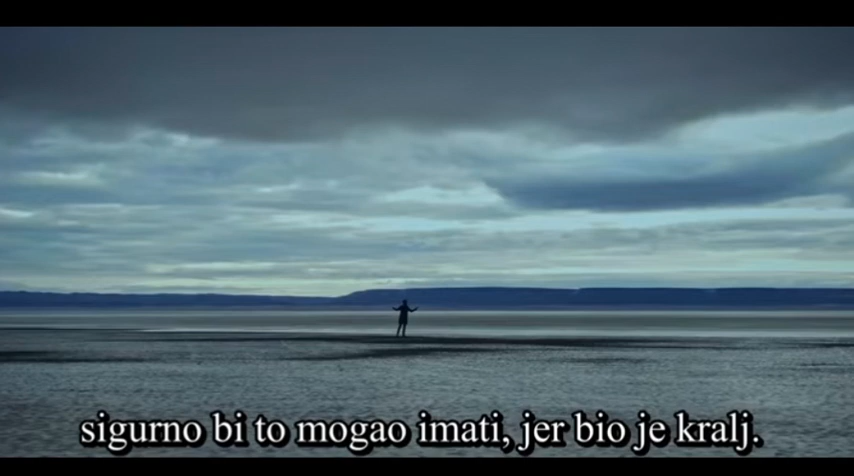 sigurno bi to mogao imati, jer bio je kralj.